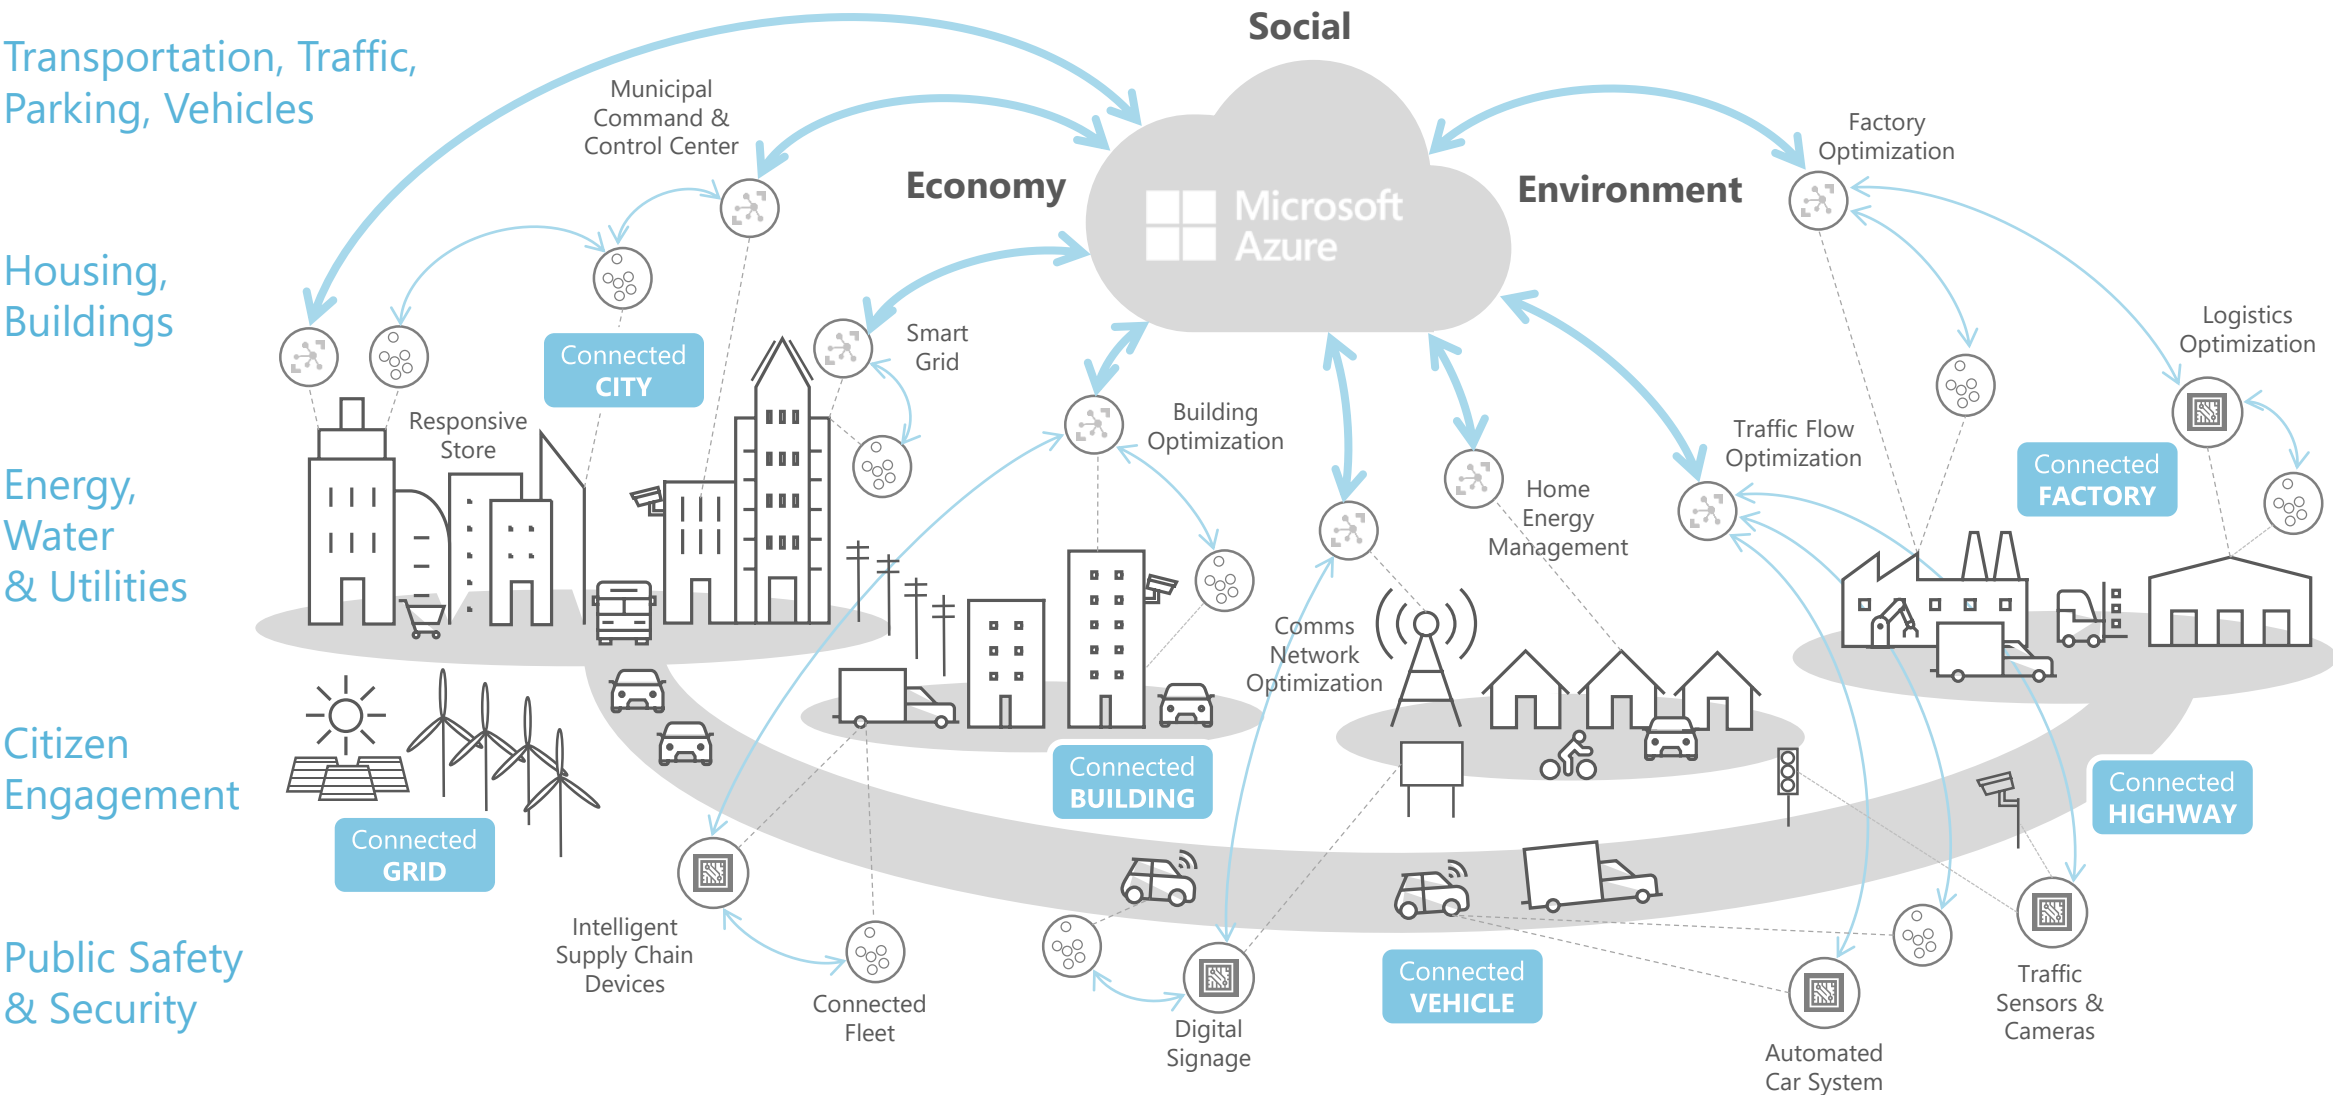 Transportation, Traffic,
Parking, Vehicles
Housing,
Buildings
Energy,
Water
& Utilities
Citizen
Engagement
Public Safety
& Security
Social
Economy
Environment
Microsoft
Azure
Municipal
Command &
Control Center
Factory
Optimization
Connected
CITY
Responsive
Store
Smart
Grid
Building
Optimization
Home
Energy
Management
Traffic Flow
Optimization
Logistics
Optimization
Connected
FACTORY
Comms
Network
Optimization
Connected
GRID
Connected
BUILDING
Connected
HIGHWAY
Intelligent
Supply Chain
Devices
Connected
Fleet
Digital
Signage
Connected
VEHICLE
Automated
Car System
Traffic
Sensors &
Cameras